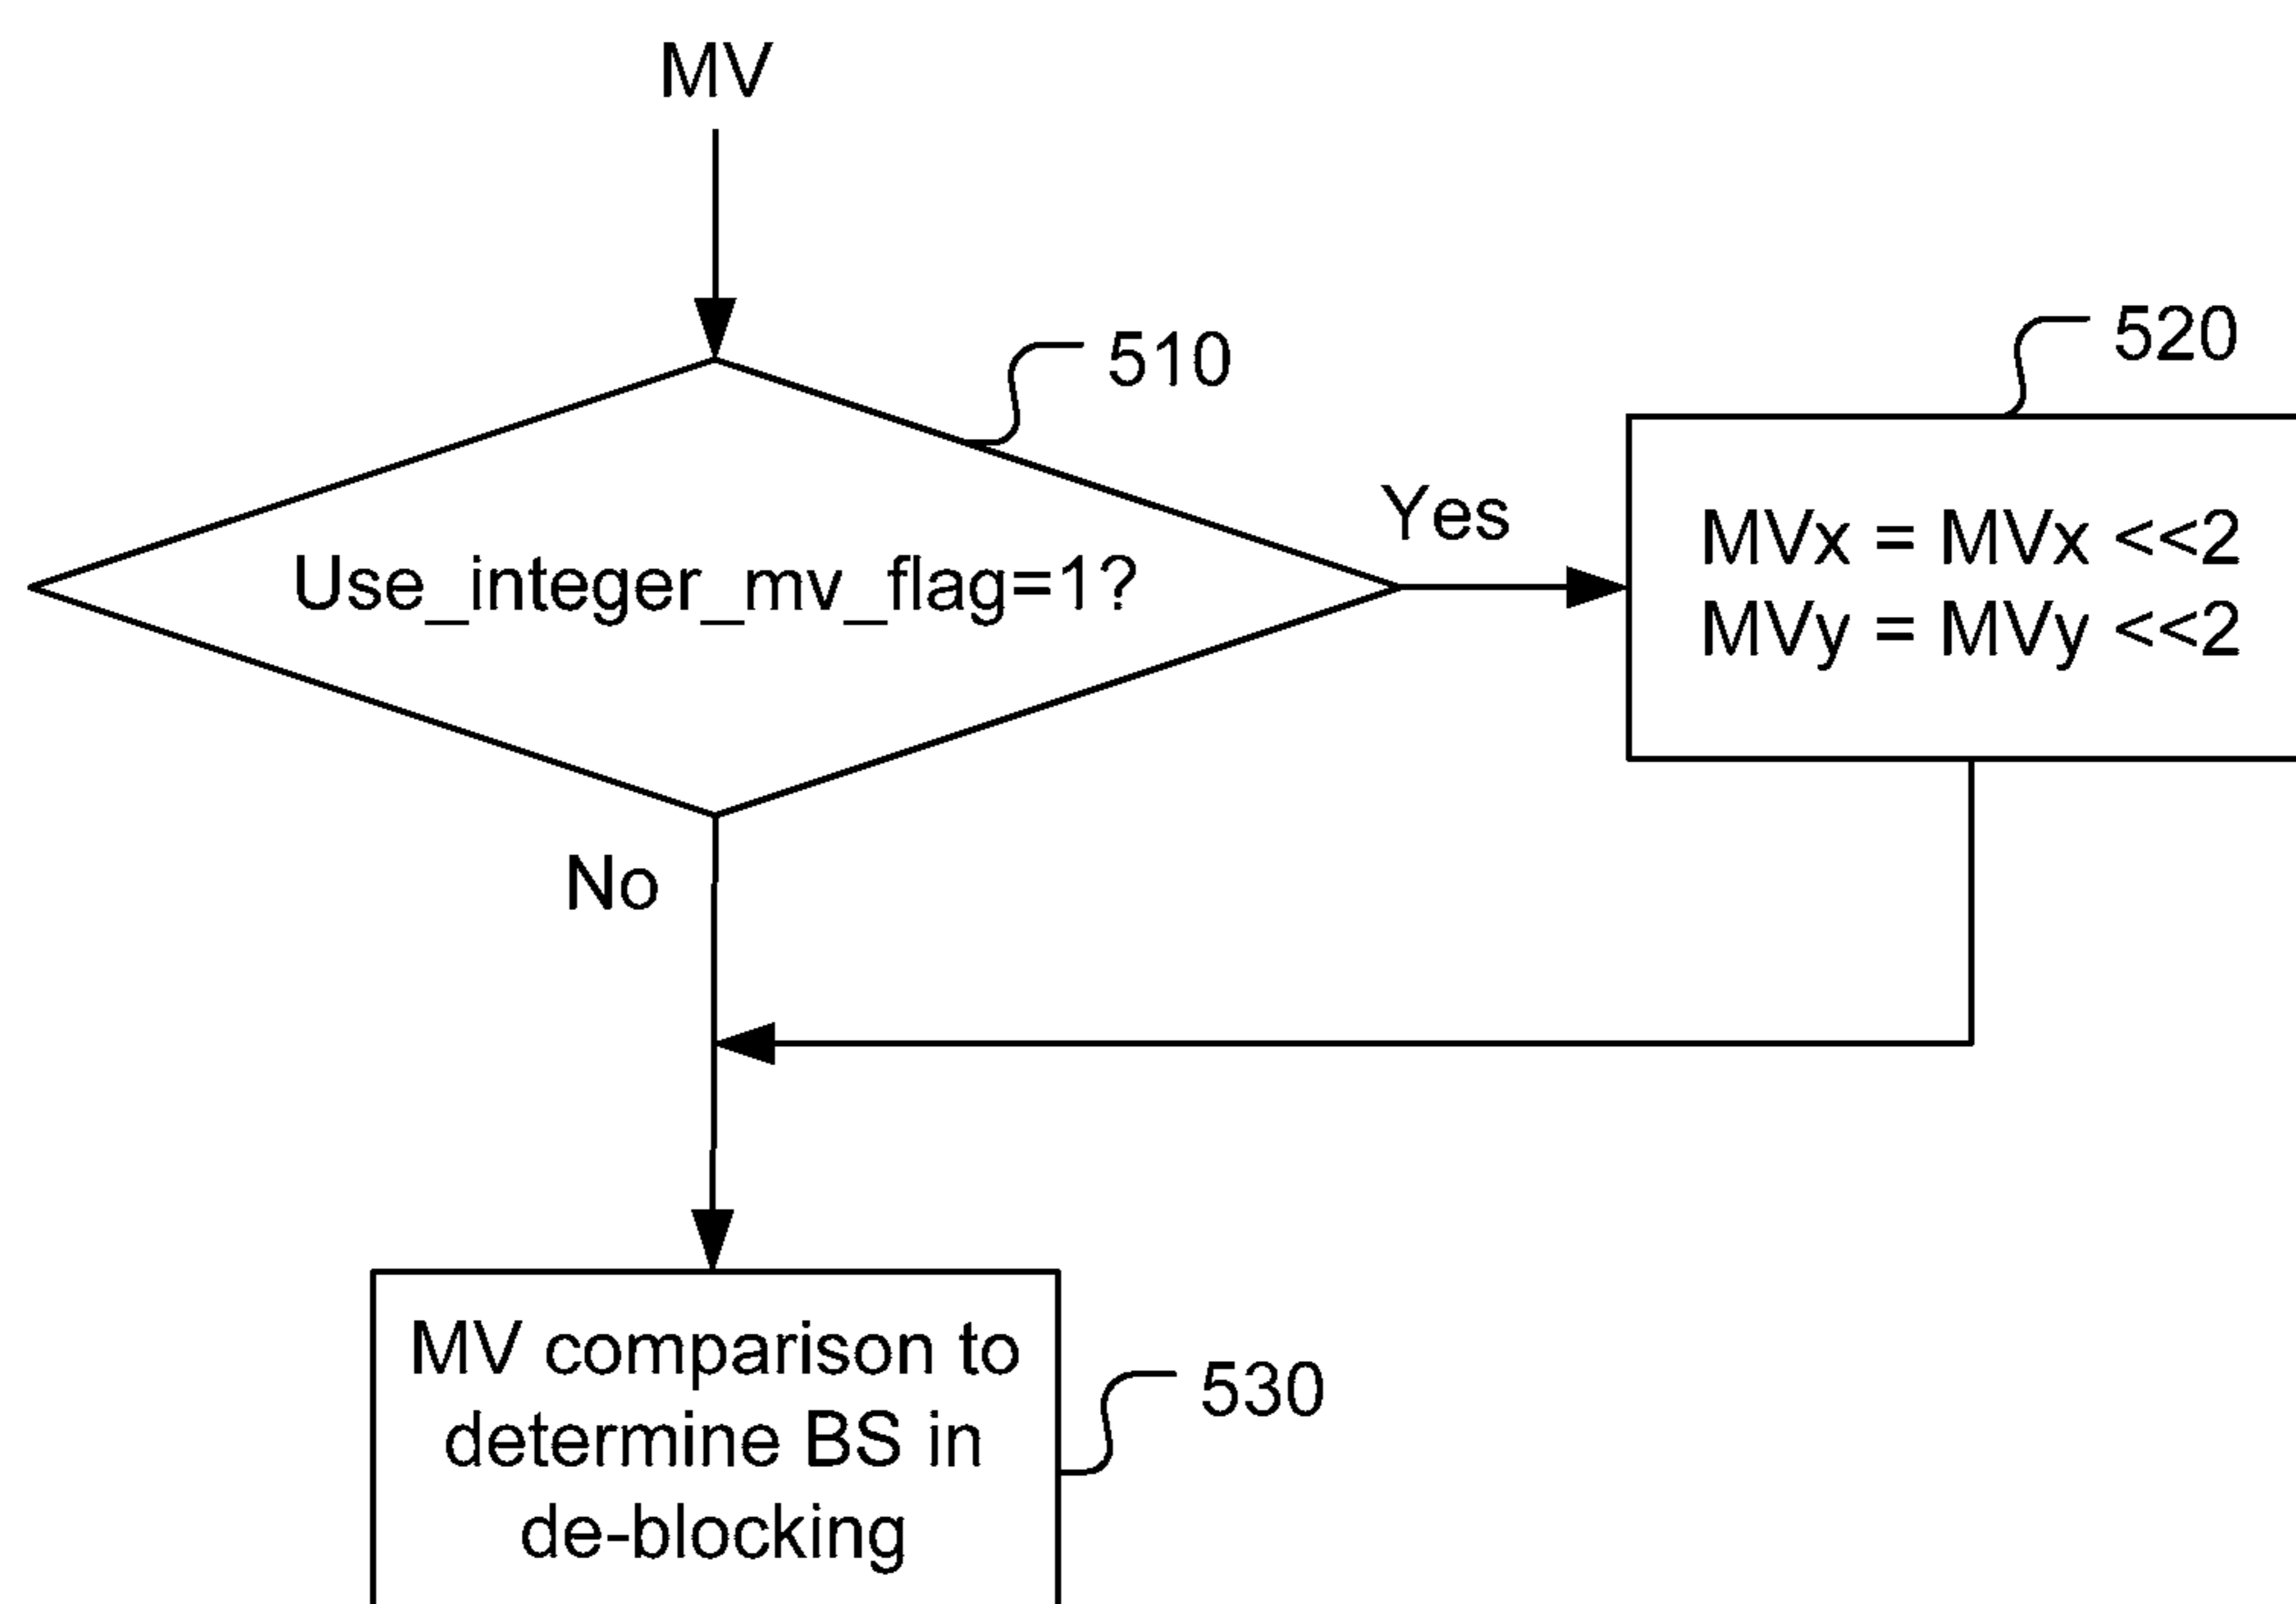 MV
510
520
Yes
MVx = MVx <<2
MVy = MVy <<2
Use_integer_mv_flag=1?
No
MV comparison to
determine BS in
de-blocking
530